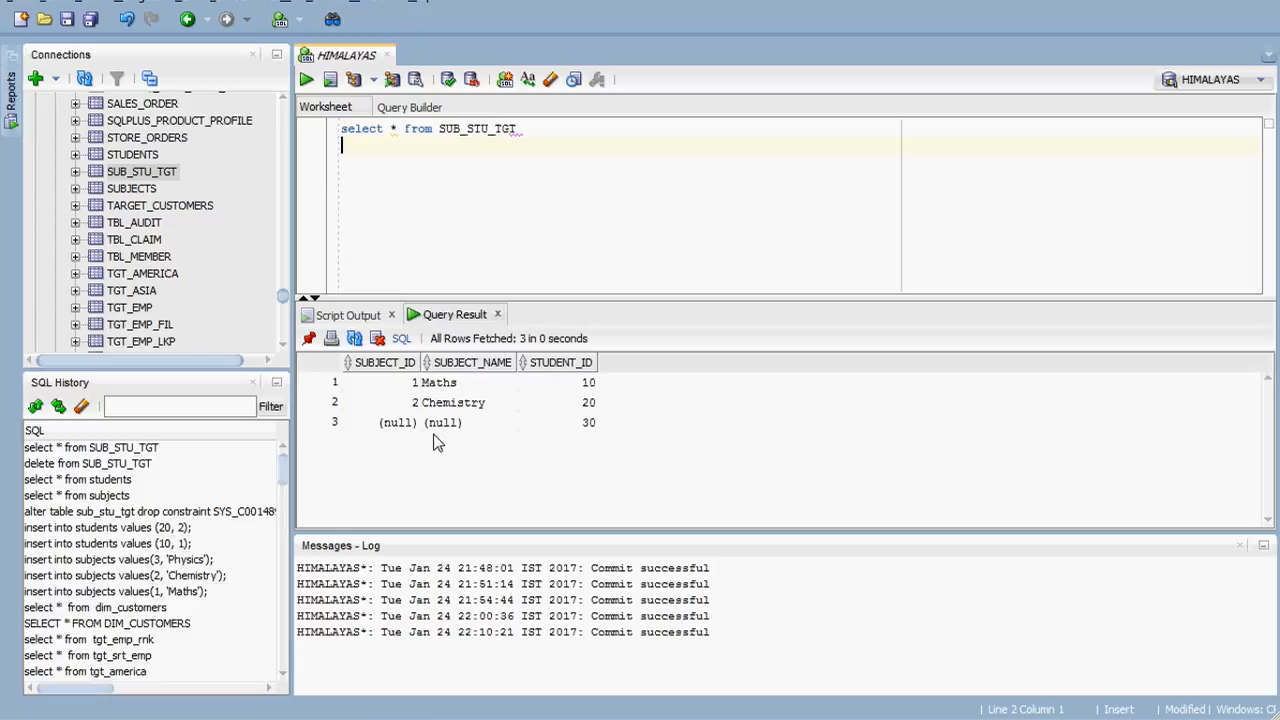 Connections
Reports
SALES_ORDER
SQLPLUS_PRODUCT_PROFILE
STORE_ORDERS
STUDENTS
SUB_STU_TGT
SUBJECTS
TARGET_CUSTOMERS
TBL_AUDIT
TBL_CLAIM
TBL_MEMBER
TGT_AMERICA
TGT_ASIA
TGT_EMP
TGT_EMP_FIL
TGT_EMP_LKP
SQL History
Filter
SQL
select * from SUB_STU_TGT
delete from SUB_STU_TGT
select * from students
select * from subjects
alter table sub_stu_tgt drop constraint SYS_C00148
insert into students values (20, 2);
insert into students values (10, 1);
insert into subjects values(3, 'Physics');
insert into subjects values(2, 'Chemistry');
insert into subjects values(1, 'Maths');
select * from dim_customers
SELECT * FROM DIM_CUSTOMERS
select * from tgt_emp_rnk
select * from tgt_srt_emp
select * from tgt_america
HIMALAYAS
HIMALAYAS
Worksheet Query Builder
select * from SUB_STU_TGT
Script Output Query Result
SQL All Rows Fetched: 3 in 0 seconds
SUBJECT_ID SUBJECT_NAME STUDENT_ID
1 1 Maths 10
2 2 Chemistry 20
3 (null) (null) 30
Messages - Log
HIMALAYAS*: Tue Jan 24 21:48:01 IST 2017: Commit successful
HIMALAYAS*: Tue Jan 24 21:51:14 IST 2017: Commit successful
HIMALAYAS*: Tue Jan 24 21:54:44 IST 2017: Commit successful
HIMALAYAS*: Tue Jan 24 22:00:36 IST 2017: Commit successful
HIMALAYAS*: Tue Jan 24 22:10:21 IST 2017: Commit successful
Line 2 Column 1 Insert Modified Windows: